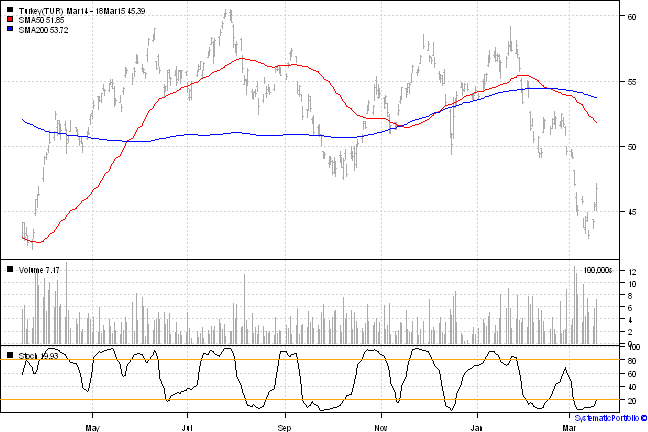 Turkey(TUR) Mar14 - 18Mar15 45.39
SMA50 51.85
SMA200 53.72
60
55
50
45
Volume 7.17
100,000s
12
10
8
6
4
2
0
Stoch 19.93
100
80
60
40
20
May Jul Sep Nov Jan Mar
SystematicPortfolio ©